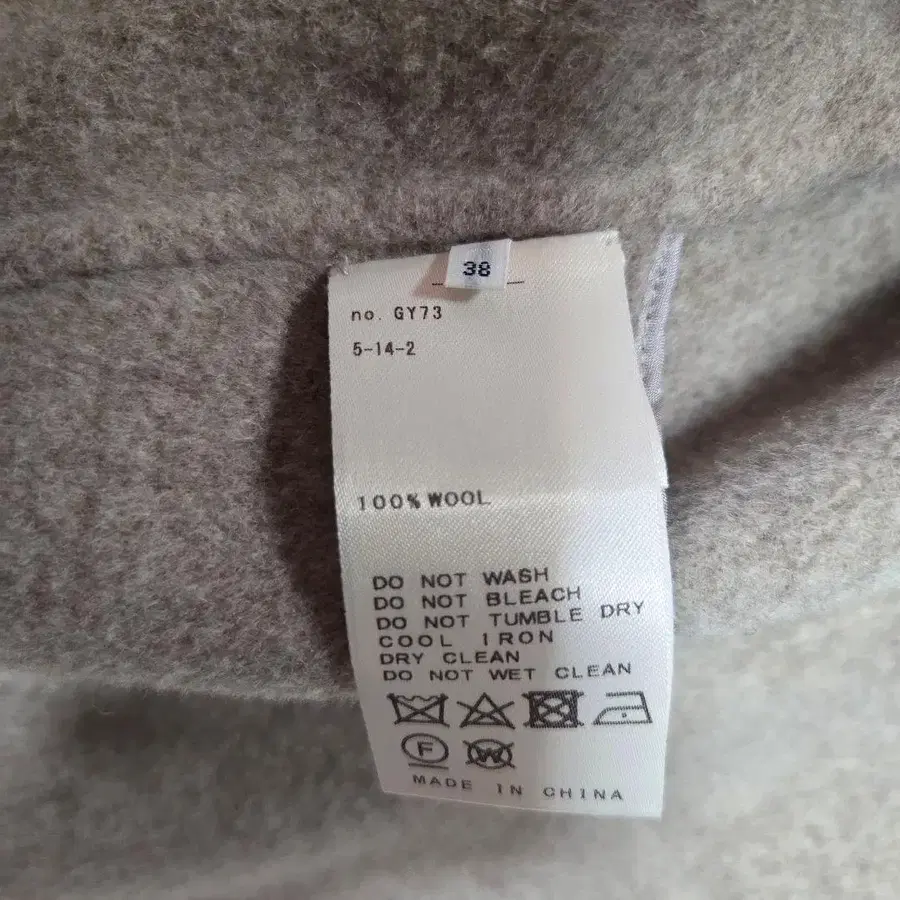 38
no. GY73
5-14-2
100% WOOL
DO NOT WASH
DO NOT BLEACH
DO NOT TUMBLE DRY
COOL IRON
DRY CLEAN
DO NOT WET CLEAN
F W
MADE IN CHINA